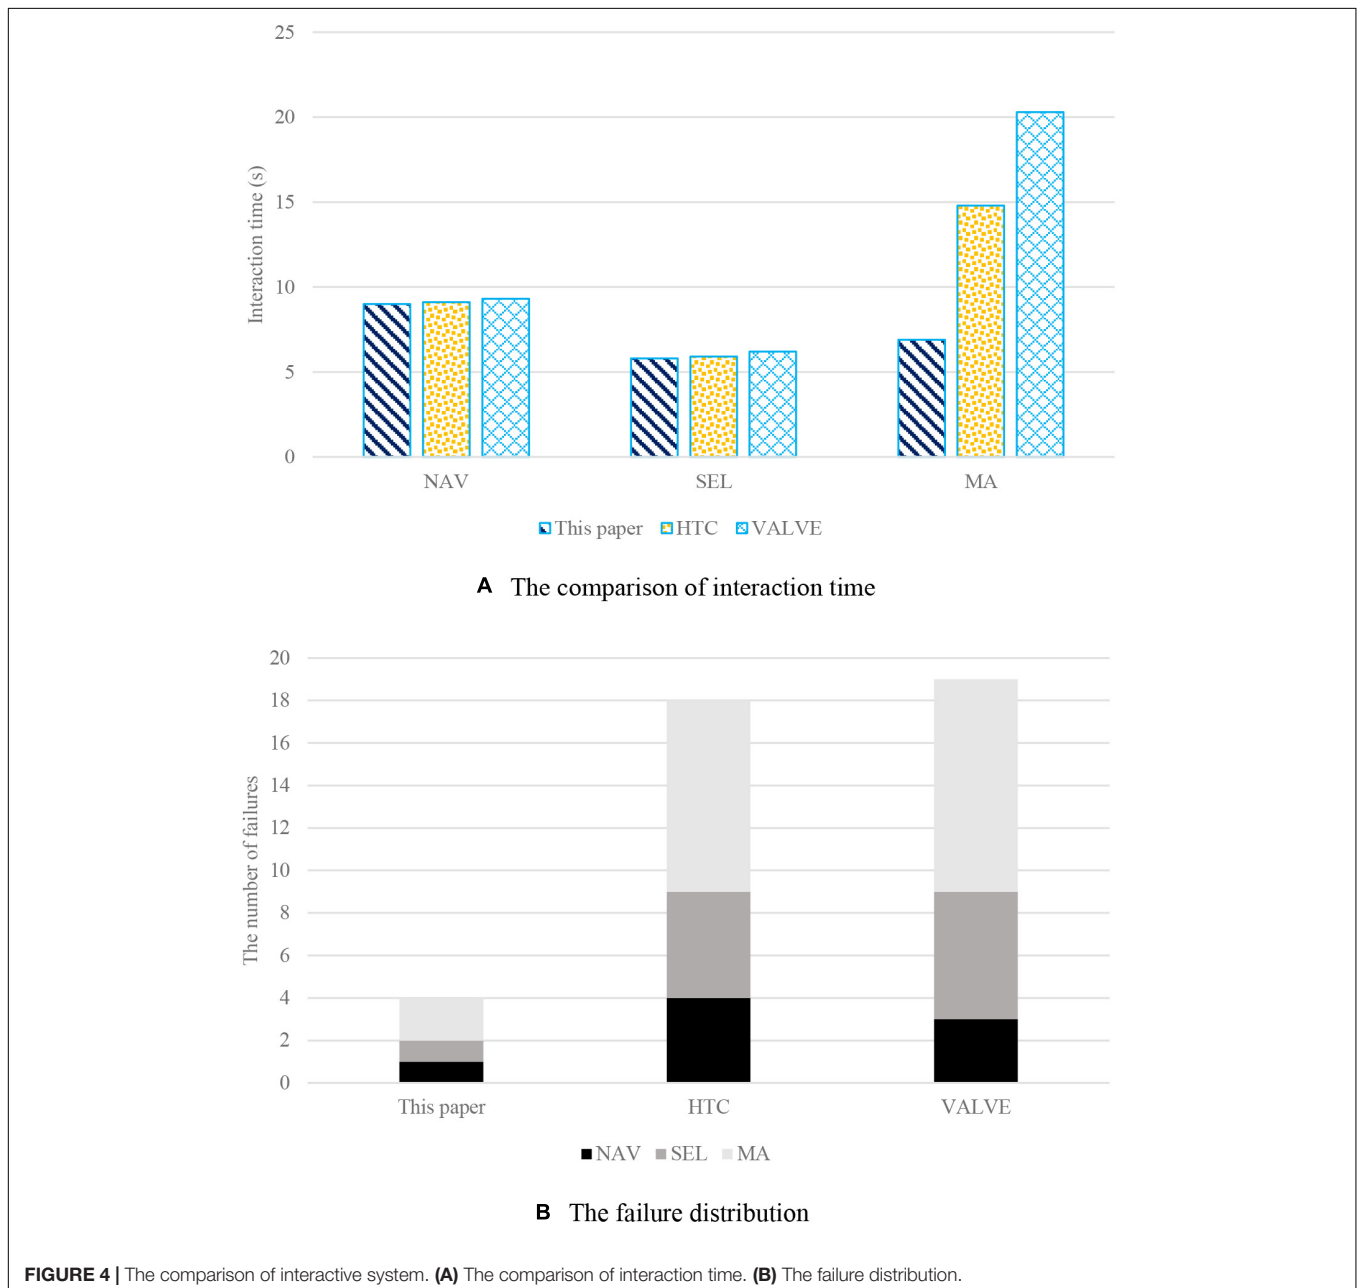 25
20
15
10
5
0
Interaction time (s)
NAV SEL MA
This paper HTC VALVE
A The comparison of interaction time
20
18
16
14
12
10
8
6
4
2
0
The number of failures
This paper HTC VALVE
NAV SEL MA
B The failure distribution
FIGURE 4 | The comparison of interactive system. (A) The comparison of interaction time. (B) The failure distribution.